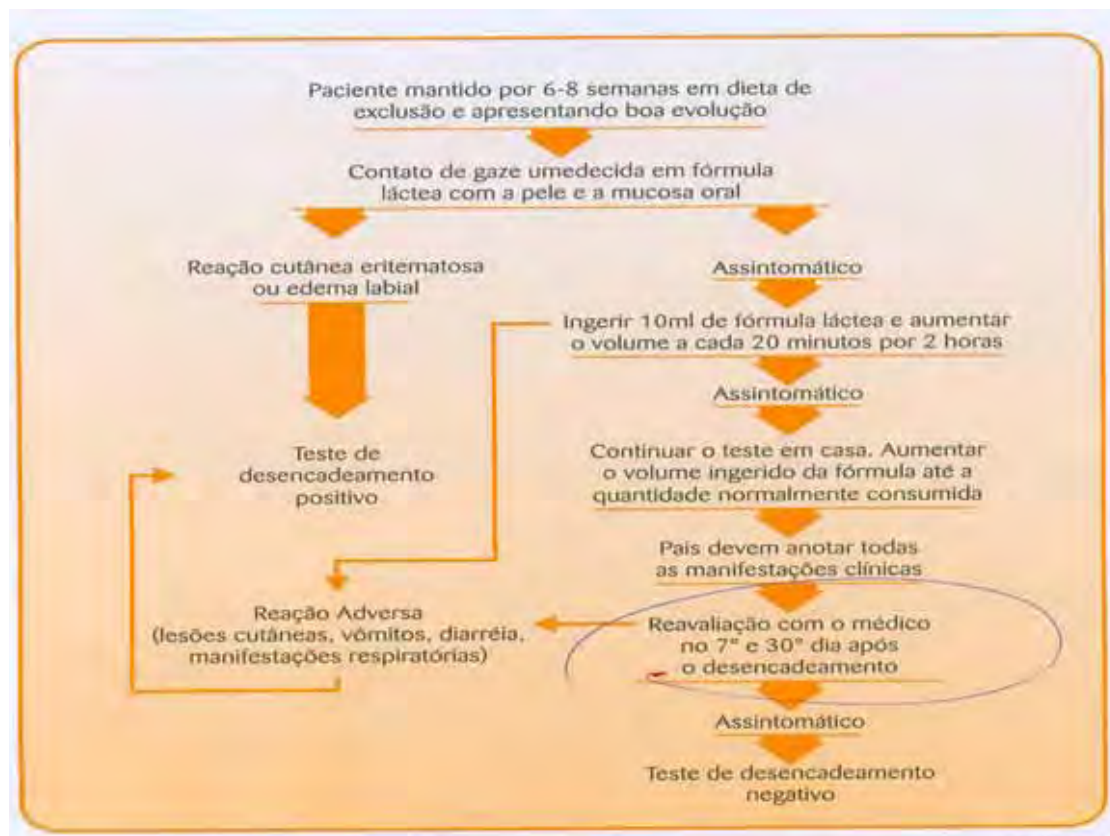 Paciente mantido por 6-8 semanas em dieta de
exclusão e apresentando boa evolução
Contato de gaze umedecida em fórmula
láctea com a pele e a mucosa oral
Reação cutânea eritematosa
ou edema labial
Assintomático
Ingerir 10ml de fórmula láctea e aumentar
o volume a cada 20 minutos por 2 horas
Assintomático
Teste de
desencadeamento
positivo
Continuar o teste em casa. Aumentar
o volume ingerido da fórmula até a
quantidade normalmente consumida
Pais devem anotar todas
as manifestações clínicas
Reação Adversa
(lesões cutâneas, vômitos, diarréia,
manifestações respiratórias)
Reavaliação com o médico
no 7° e 30° dia após
o desencadeamento
Assintomático
Teste de desencadeamento
negativo